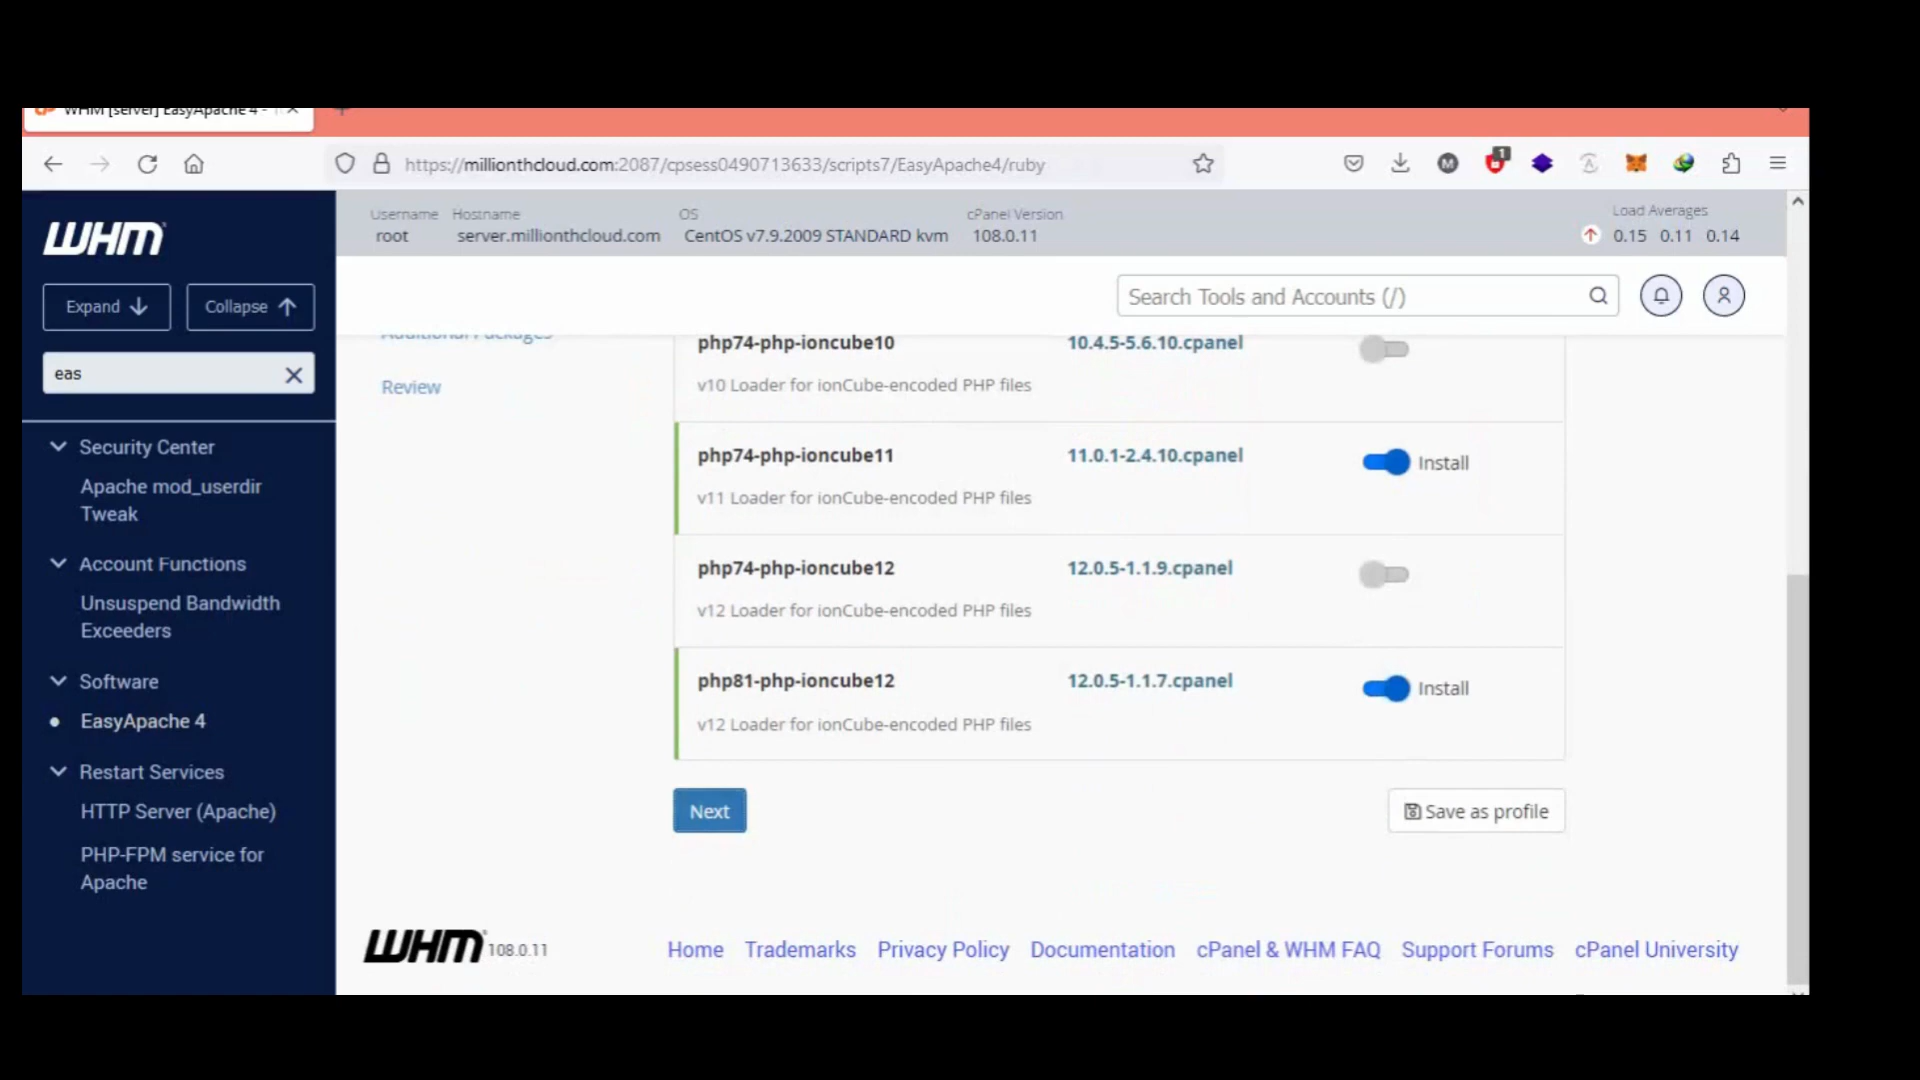 WHM [server] EasyApache 4 -
https://millionthcloud.com:2087/cpsess0490713633/scripts7/EasyApache4/ruby
1
WHM
Username Hostname OS cPanel Version Load Averages
root server.millionthcloud.com CentOS v7.9.2009 STANDARD kvm 108.0.11 0.15 0.11 0.14
Expand Collapse
Search Tools and Accounts (/)
eas
Security Center
Apache mod_userdir
Tweak
Account Functions
Unsuspend Bandwidth
Exceeders
Software
EasyApache 4
Restart Services
HTTP Server (Apache)
PHP-FPM service for
Apache
Additional Packages
Review
php74-php-ioncube10 10.4.5-5.6.10.cpanel
v10 Loader for ionCube-encoded PHP files
php74-php-ioncube11 11.0.1-2.4.10.cpanel Install
v11 Loader for ionCube-encoded PHP files
php74-php-ioncube12 12.0.5-1.1.9.cpanel
v12 Loader for ionCube-encoded PHP files
php81-php-ioncube12 12.0.5-1.1.7.cpanel Install
v12 Loader for ionCube-encoded PHP files
Next Save as profile
WHM 108.0.11 Home Trademarks Privacy Policy Documentation cPanel & WHM FAQ Support Forums cPanel University